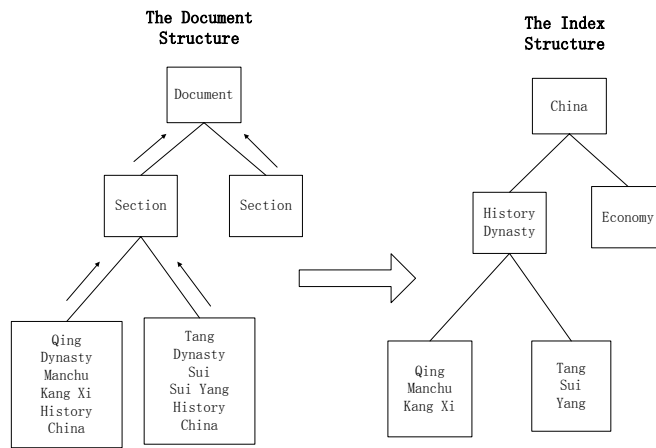 The Document
Structure
Document
Section
Section
Qing
Dynasty
Manchu
Kang Xi
History
China
Tang
Dynasty
Sui
Sui Yang
History
China
The Index
Structure
China
History
Dynasty
Economy
Qing
Manchu
Kang Xi
Tang
Sui
Yang